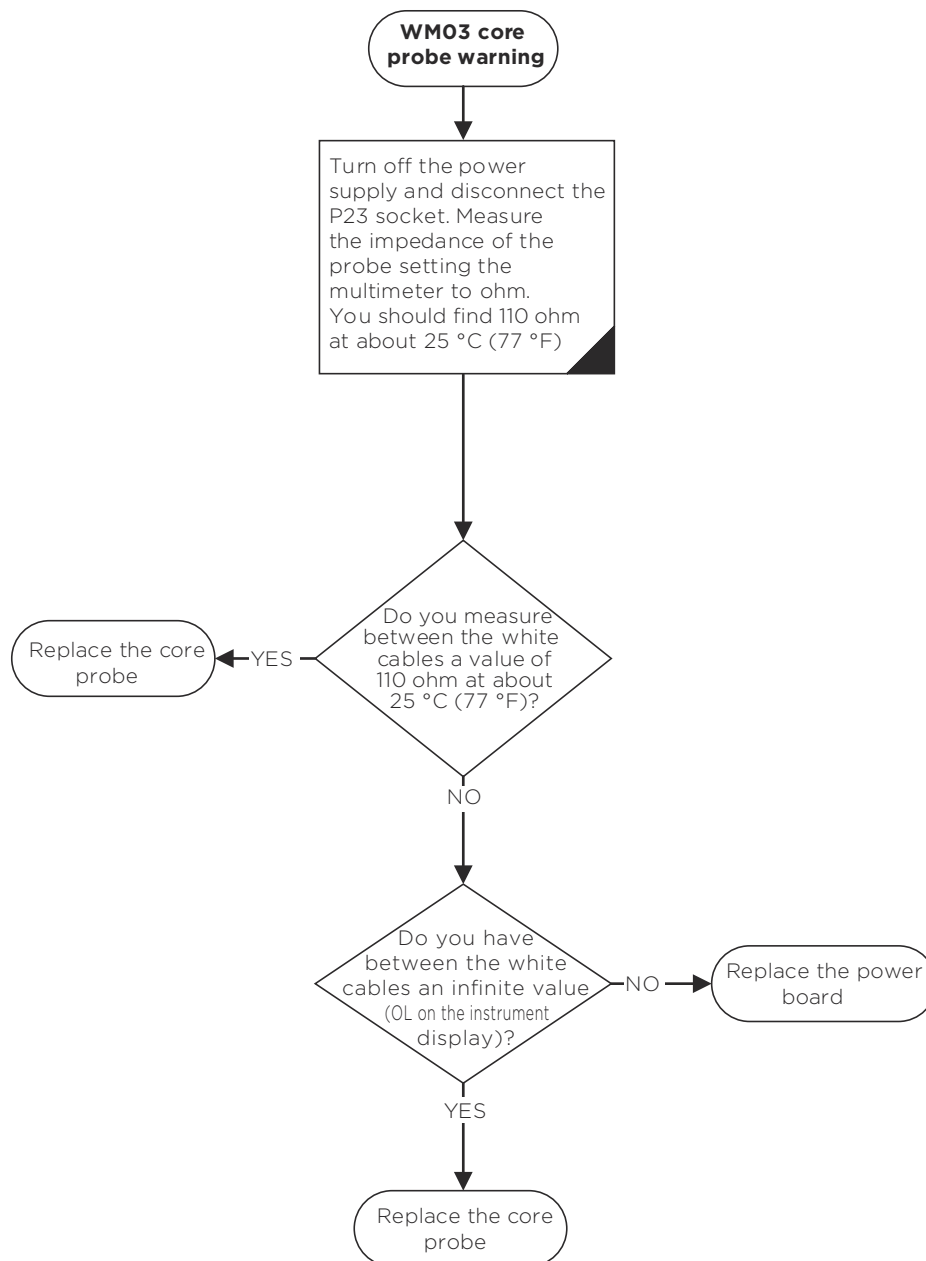 WM03 core
probe warning
Turn off the power
supply and disconnect the
P23 socket. Measure
the impedance of the
probe setting the
multimeter to ohm.
You should find 110 ohm
at about 25 °C (77 °F)
Do you measure
between the white
cables a value of
110 ohm at about
25 °C (77 °F)?
YES
Replace the core
probe
NO
Do you have
between the white
cables an infinite value
(OL on the instrument
display)?
NO
Replace the power
board
YES
Replace the core
probe